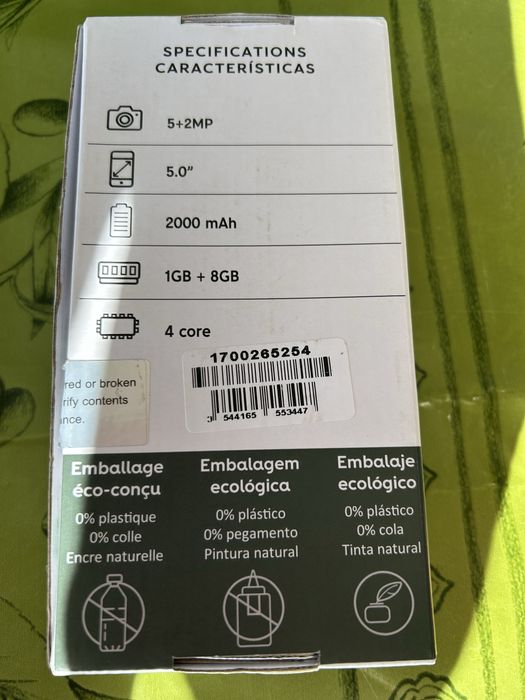 SPECIFICATIONS
CARACTERÍSTICAS
5+2MP
5.0”
2000 mAh
1GB + 8GB
4 core
1700265254
3 544165 553447
red or broken
rify contents
nce.
Emballage
éco-conçu
0% plastique
0% colle
Encre naturelle
Embalagem
ecológica
0% plástico
0% pegamento
Pintura natural
Embalaje
ecológico
0% plástico
0% cola
Tinta natural